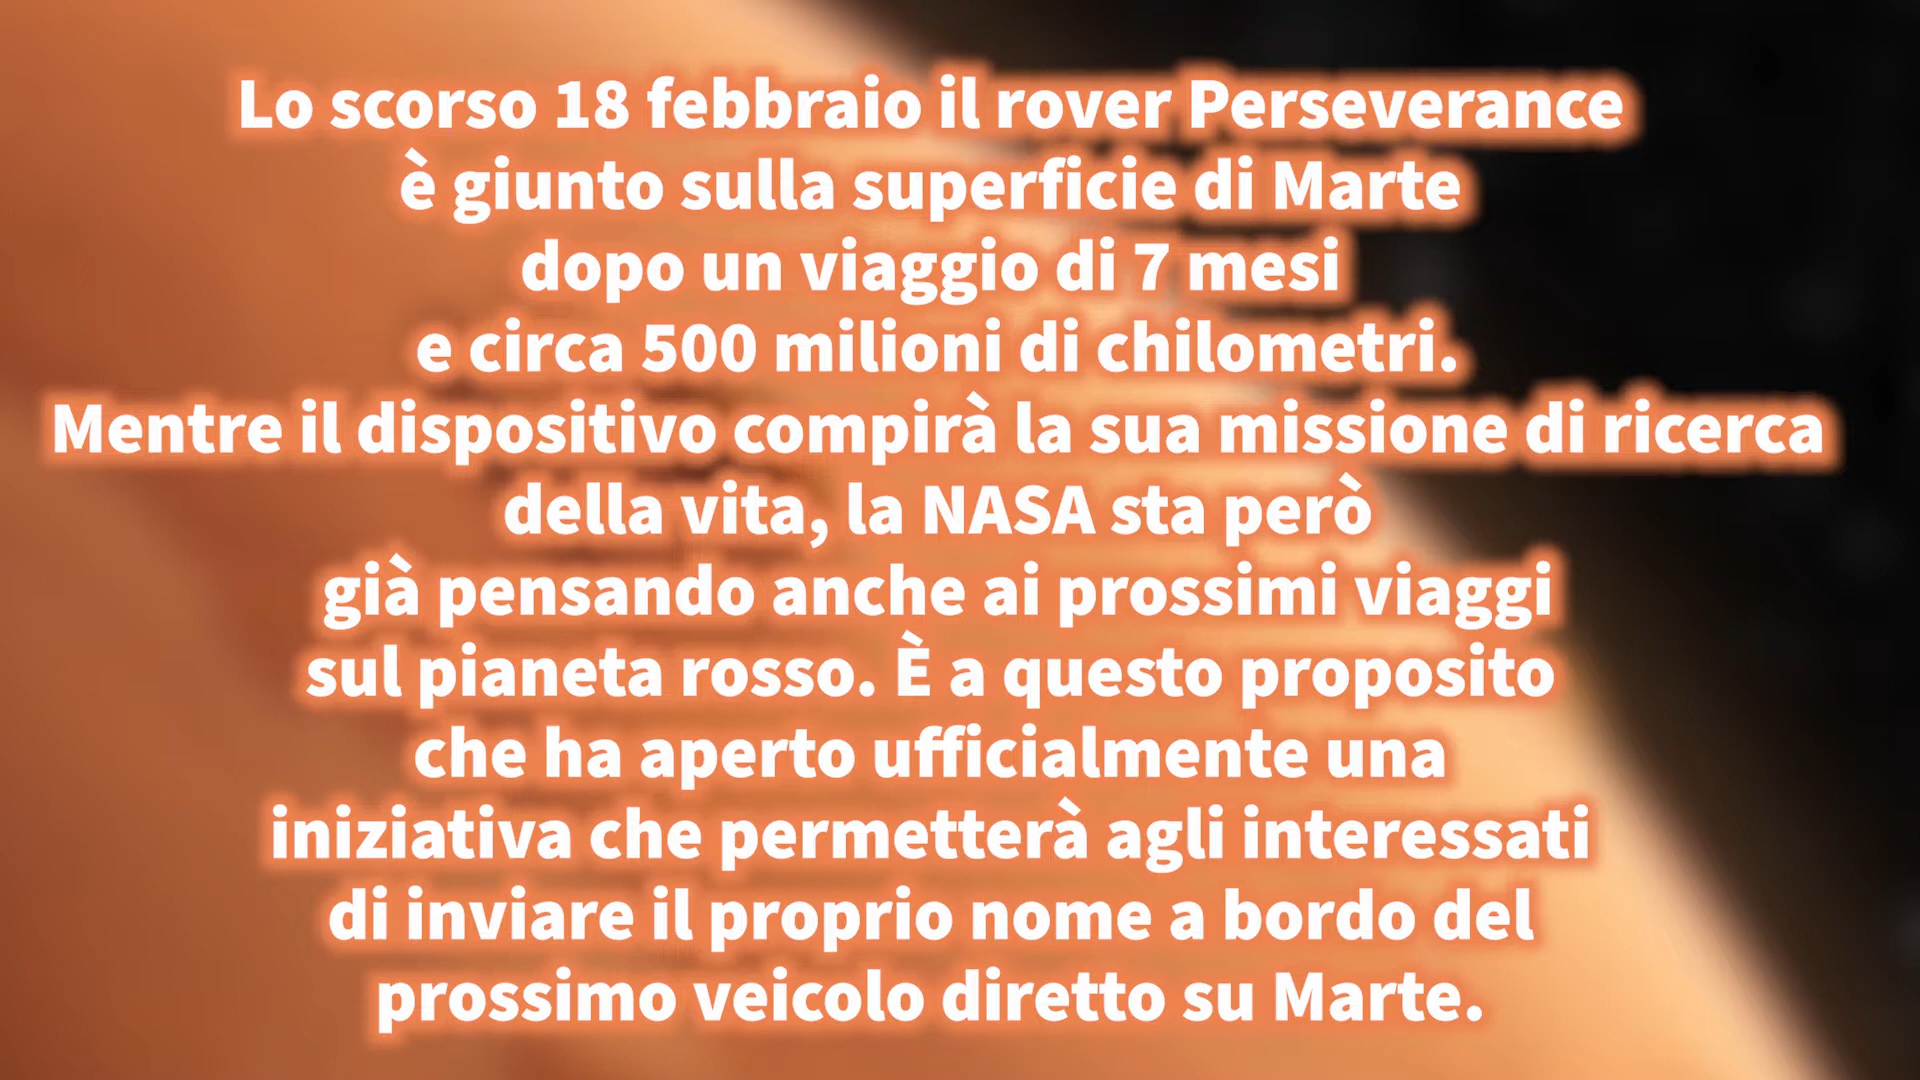 Lo scorso 18 febbraio il rover Perseverance
è giunto sulla superficie di Marte
dopo un viaggio di 7 mesi
e circa 500 milioni di chilometri.
Mentre il dispositivo compirà la sua missione di ricerca
della vita, la NASA sta però
già pensando anche ai prossimi viaggi
sul pianeta rosso. È a questo proposito
che ha aperto ufficialmente una
iniziativa che permetterà agli interessati
di inviare il proprio nome a bordo del
prossimo veicolo diretto su Marte.